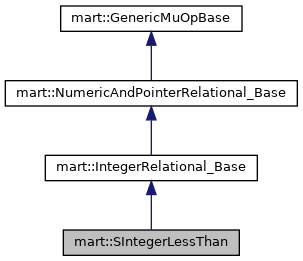 mart::GenericMuOpBase
mart::NumericAndPointerRelational_Base
mart::IntegerRelational_Base
mart::SIntegerLessThan